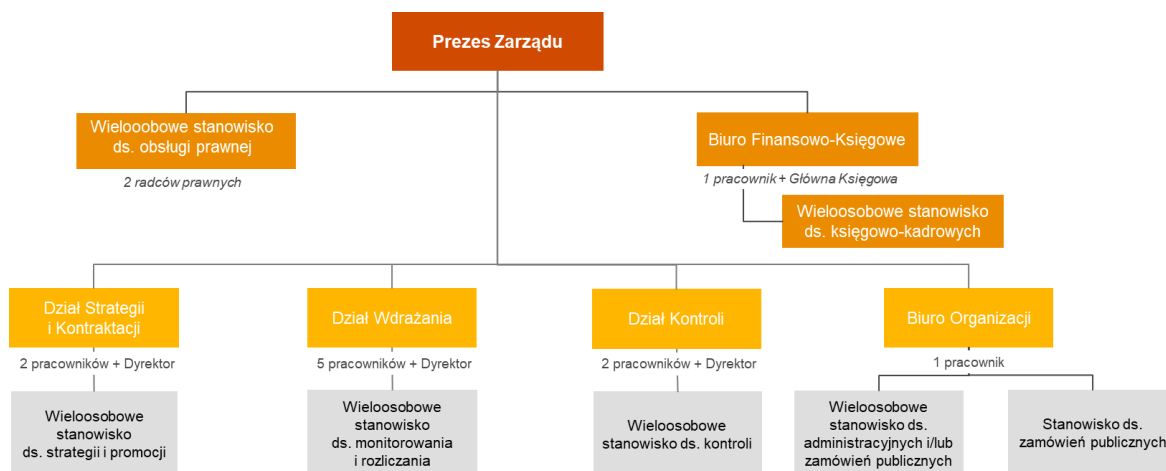 Prezes Zarządu
Wielooobowe stanowisko
ds. obsługi prawnej
2 radców prawnych
Biuro Finansowo-Księgowe
1 pracownik + Główna Księgowa
Wieloosobowe stanowisko
ds. księgowo-kadrowych
Dział Strategii
i Kontraktacji
2 pracowników + Dyrektor
Wieloosobowe
stanowisko
ds. strategii i promocji
Dział Wdrażania
5 pracowników + Dyrektor
Wieloosobowe
stanowisko
ds. monitorowania
i rozliczania
Dział Kontroli
2 pracowników + Dyrektor
Wieloosobowe
stanowisko ds. kontroli
Biuro Organizacji
1 pracownik
Wieloosobowe
stanowisko ds.
administracyjnych i/lub
zamówień publicznych
Stanowisko ds.
zamówień publicznych